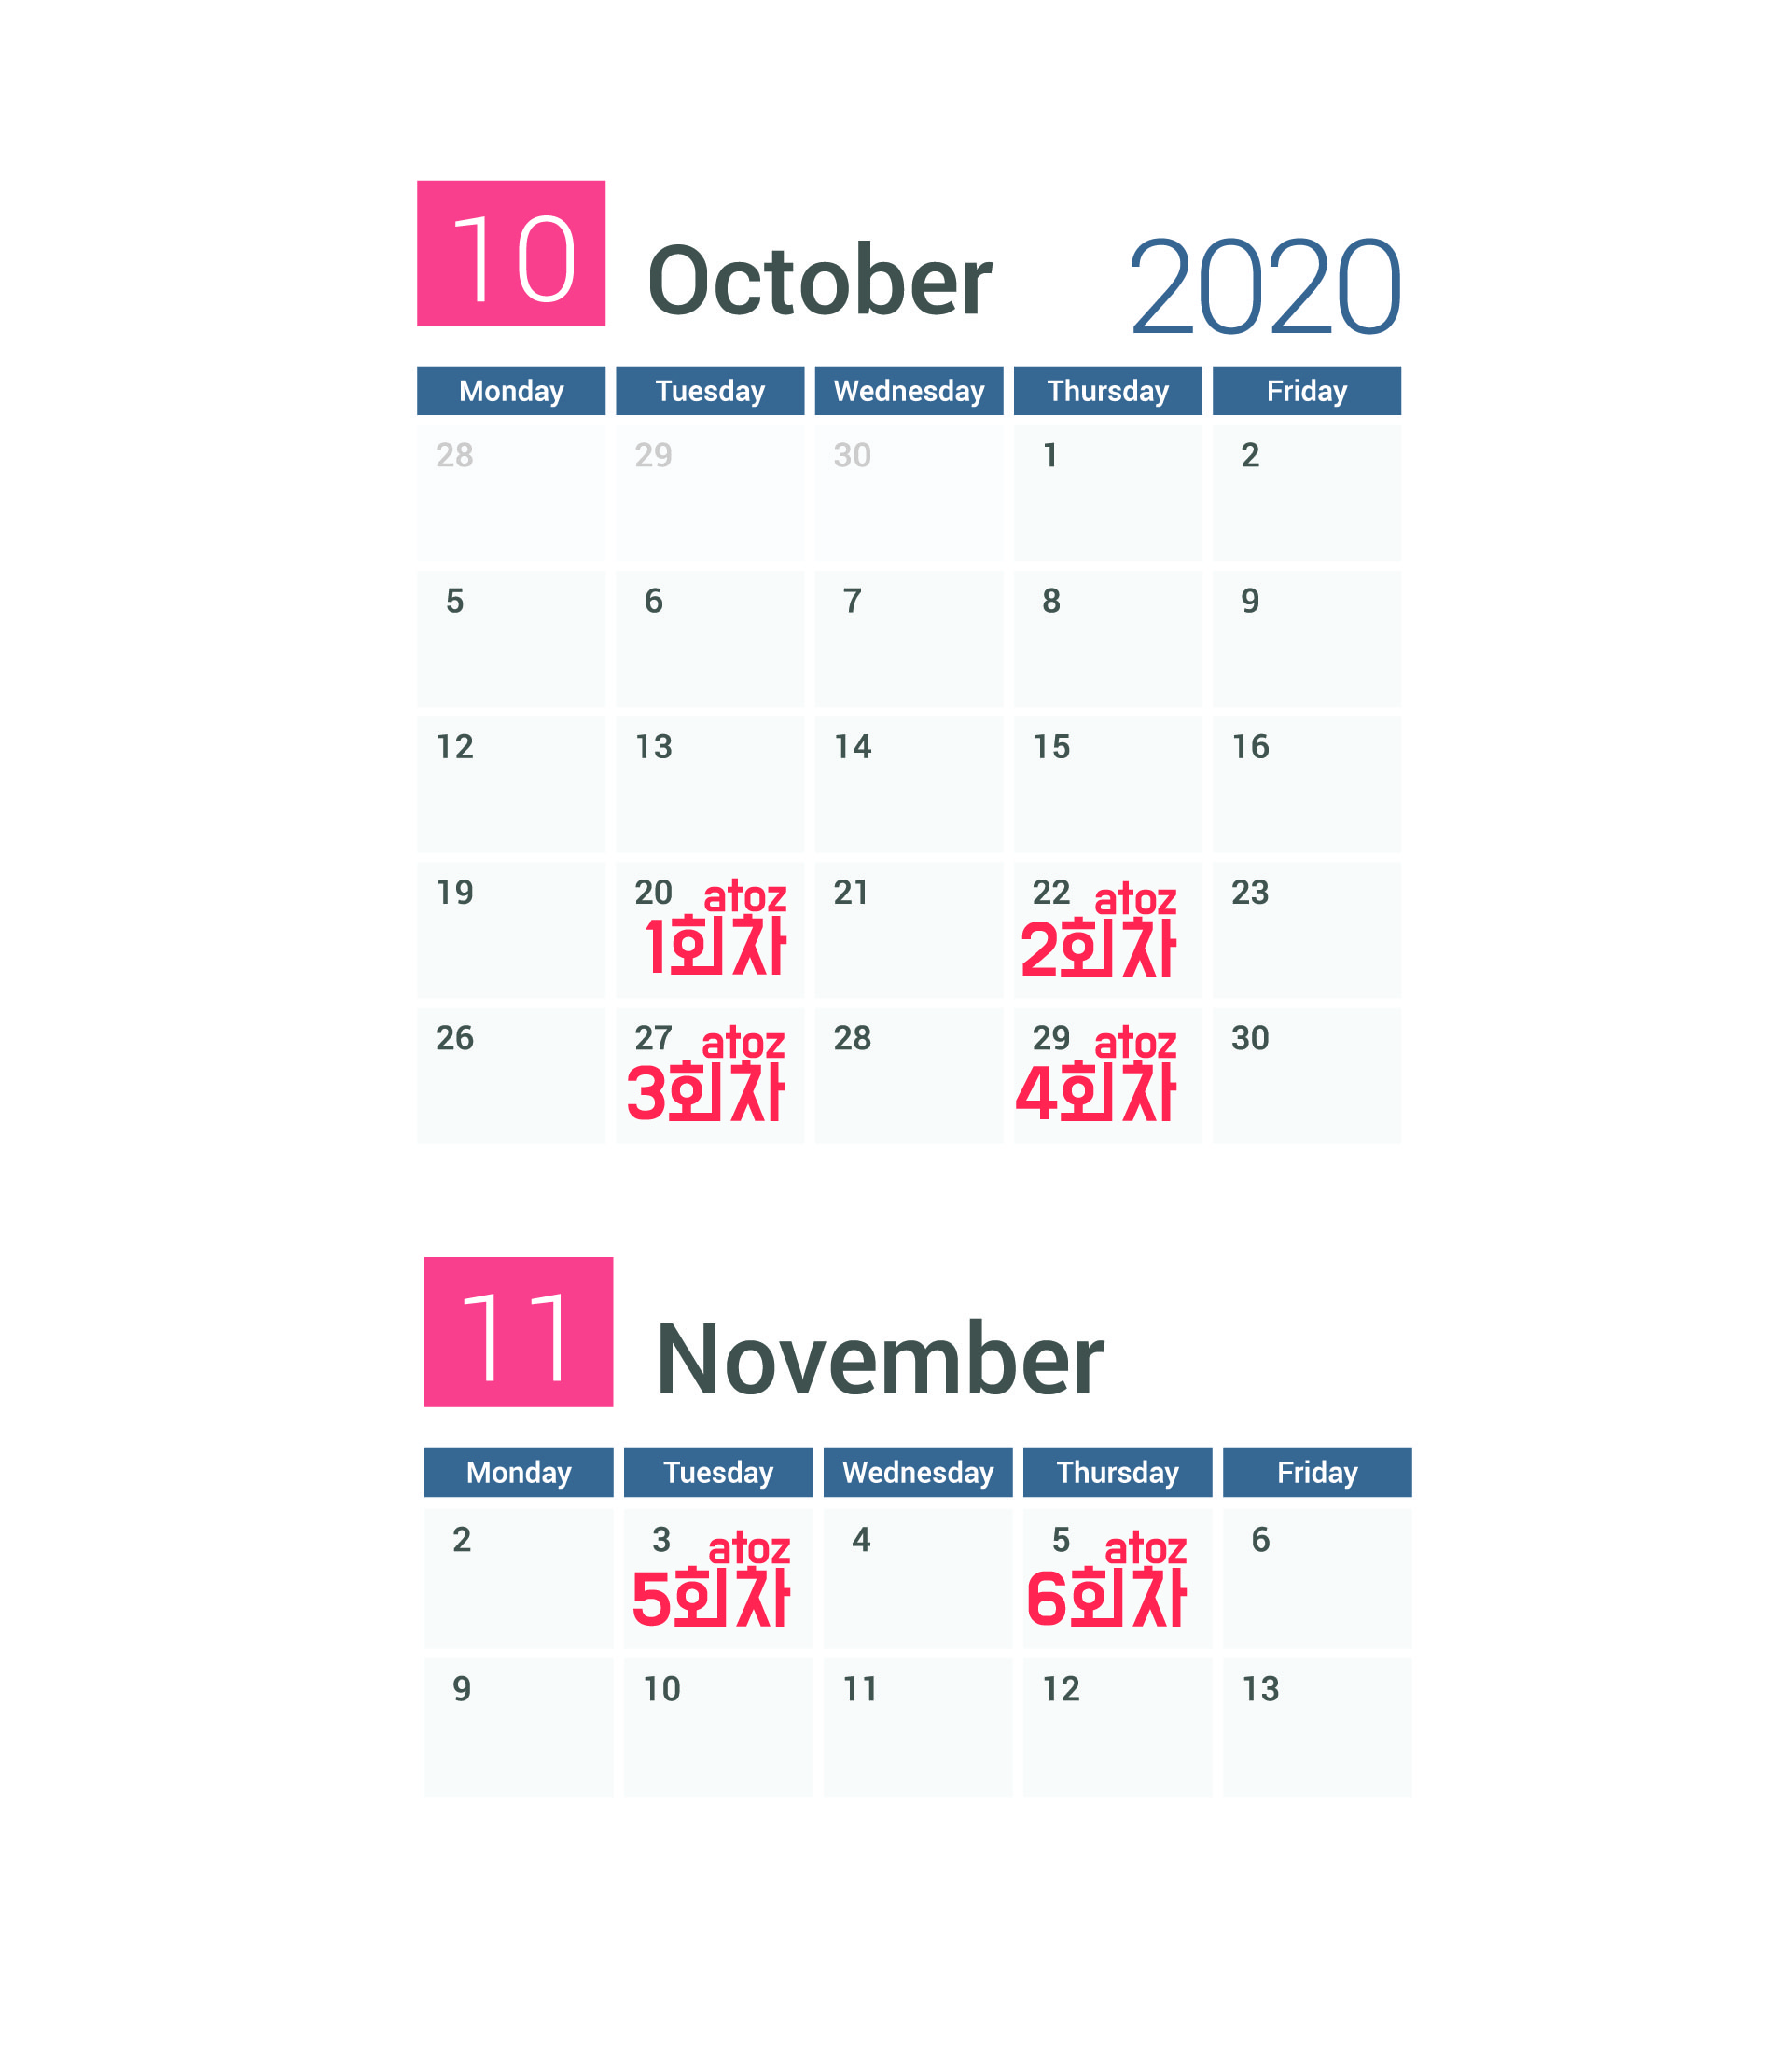 10 October 2020
Monday Tuesday Wednesday Thursday Friday
28 29 30 1 2
5 6 7 8 9
12 13 14 15 16
19 20 atoz 21 22 atoz 23
1회차 2회차
26 27 atoz 28 29 atoz 30
3회차 4회차
11 November
Monday Tuesday Wednesday Thursday Friday
2 3 atoz 4 5 atoz 6
5회차 6회차
9 10 11 12 13